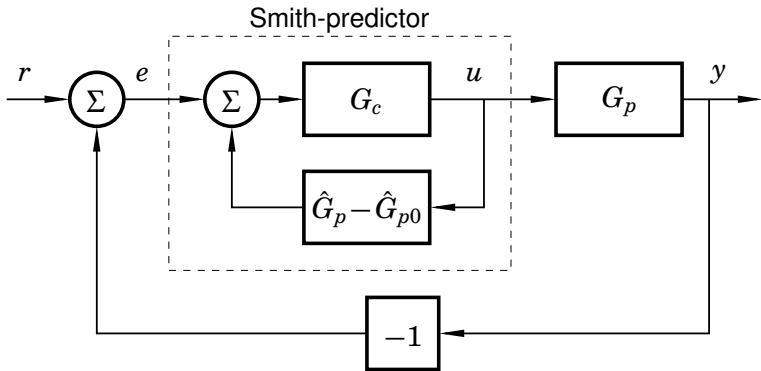 Smith-predictor
r e u y
Σ Σ G_c G_p
Ĝ_p−Ĝ_p0
−1